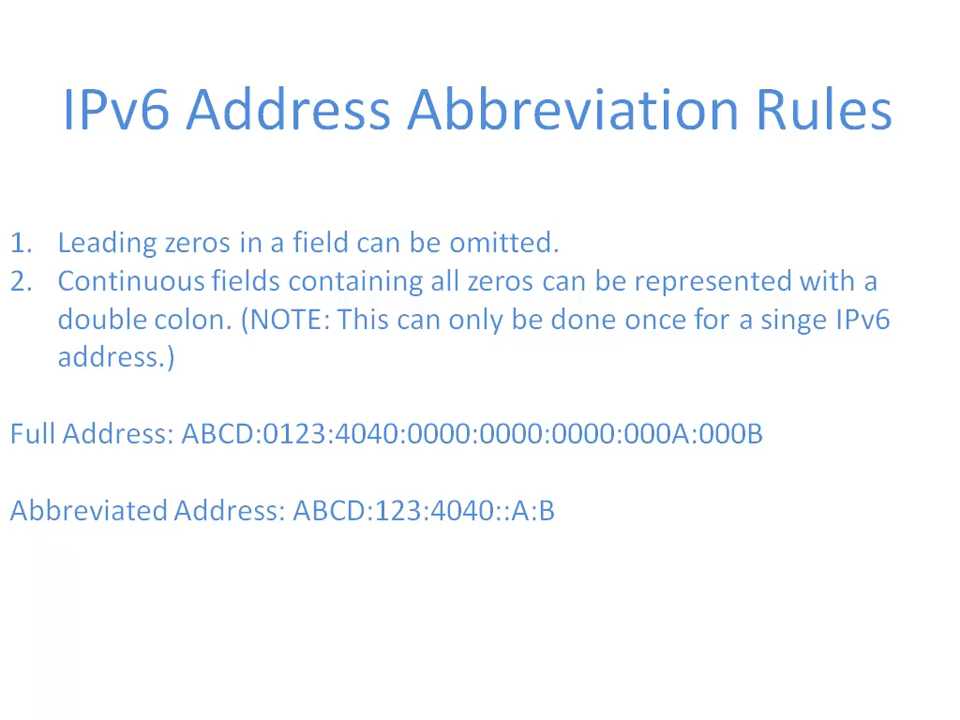 IPv6 Address Abbreviation Rules
1. Leading zeros in a field can be omitted.
2. Continuous fields containing all zeros can be represented with a
double colon. (NOTE: This can only be done once for a singe IPv6
address.)
Full Address: ABCD:0123:4040:0000:0000:0000:000A:000B
Abbreviated Address: ABCD:123:4040::A:B